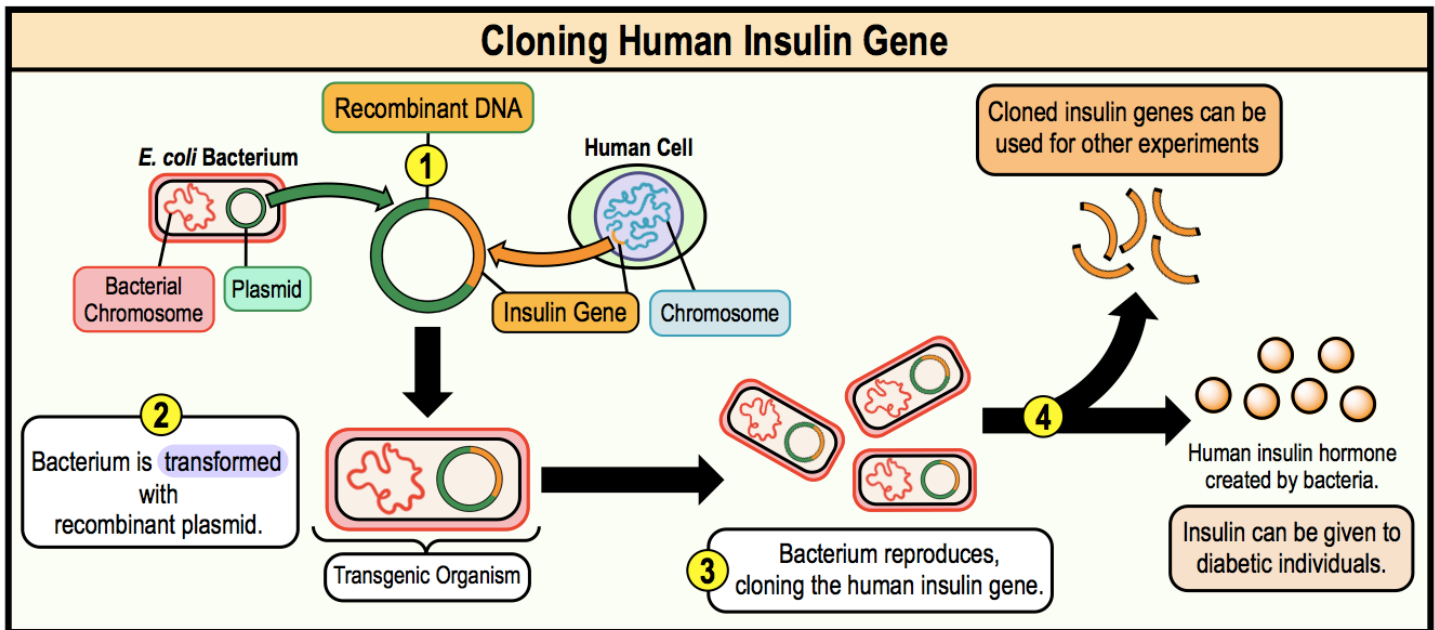 Cloning Human Insulin Gene
Recombinant DNA
1
E. coli Bacterium
Human Cell
Bacterial
Chromosome
Plasmid
Insulin Gene
Chromosome
2
Bacterium is transformed
with
recombinant plasmid.
Transgenic Organism
3
Bacterium reproduces,
cloning the human insulin gene.
4
Cloned insulin genes can be
used for other experiments
Human insulin hormone
created by bacteria.
Insulin can be given to
diabetic individuals.